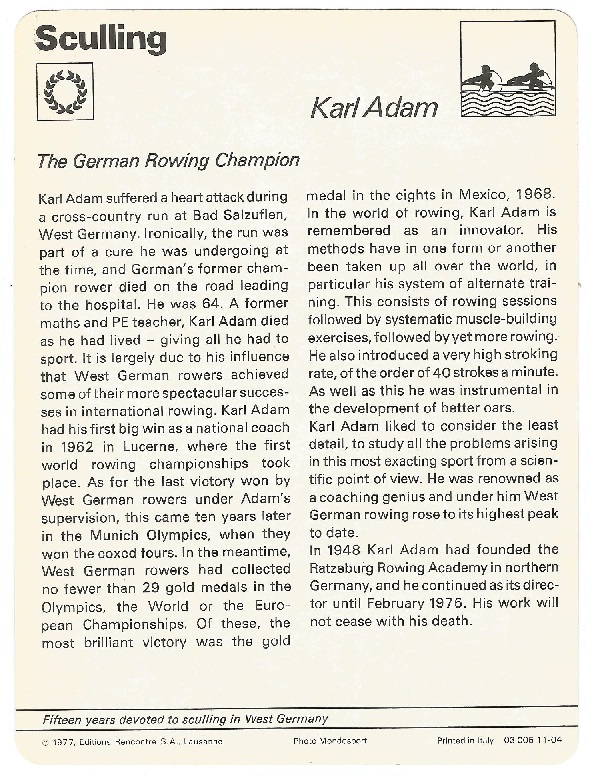 Sculling
Karl Adam
The German Rowing Champion
Karl Adam suffered a heart attack during
a cross-country run at Bad Salzuflen,
West Germany. Ironically, the run was
part of a cure he was undergoing at
the time, and German's former cham-
pion rower died on the road leading
to the hospital. He was 64. A former
maths and PE teacher, Karl Adam died
as he had lived – giving all he had to
sport. It is largely due to his influence
that West German rowers achieved
some of their more spectacular succes-
ses in international rowing. Karl Adam
had his first big win as a national coach
in 1962 in Lucerne, where the first
world rowing championships took
place. As for the last victory won by
West German rowers under Adam's
supervision, this came ten years later
in the Munich Olympics, when they
won the coxed fours. In the meantime,
West German rowers had collected
no fewer than 29 gold medals in the
Olympics, the World or the Euro-
pean Championships. Of these, the
most brilliant victory was the gold
medal in the eights in Mexico, 1968.
In the world of rowing, Karl Adam is
remembered as an innovator. His
methods have in one form or another
been taken up all over the world, in
particular his system of alternate trai-
ning. This consists of rowing sessions
followed by systematic muscle-building
exercises, followed by yet more rowing.
He also introduced a very high stroking
rate, of the order of 40 strokes a minute.
As well as this he was instrumental in
the development of better oars.
Karl Adam liked to consider the least
detail, to study all the problems arising
in this most exacting sport from a scien-
tific point of view. He was renowned as
a coaching genius and under him West
German rowing rose to its highest peak
to date.
In 1948 Karl Adam had founded the
Ratzeburg Rowing Academy in northern
Germany, and he continued as its direc-
tor until February 1976. His work will
not cease with his death.
Fifteen years devoted to sculling in West Germany
© 1977, Editions Rencontre S.A., Lausanne Photo Mondosport Printed in Italy 03 006 11-04